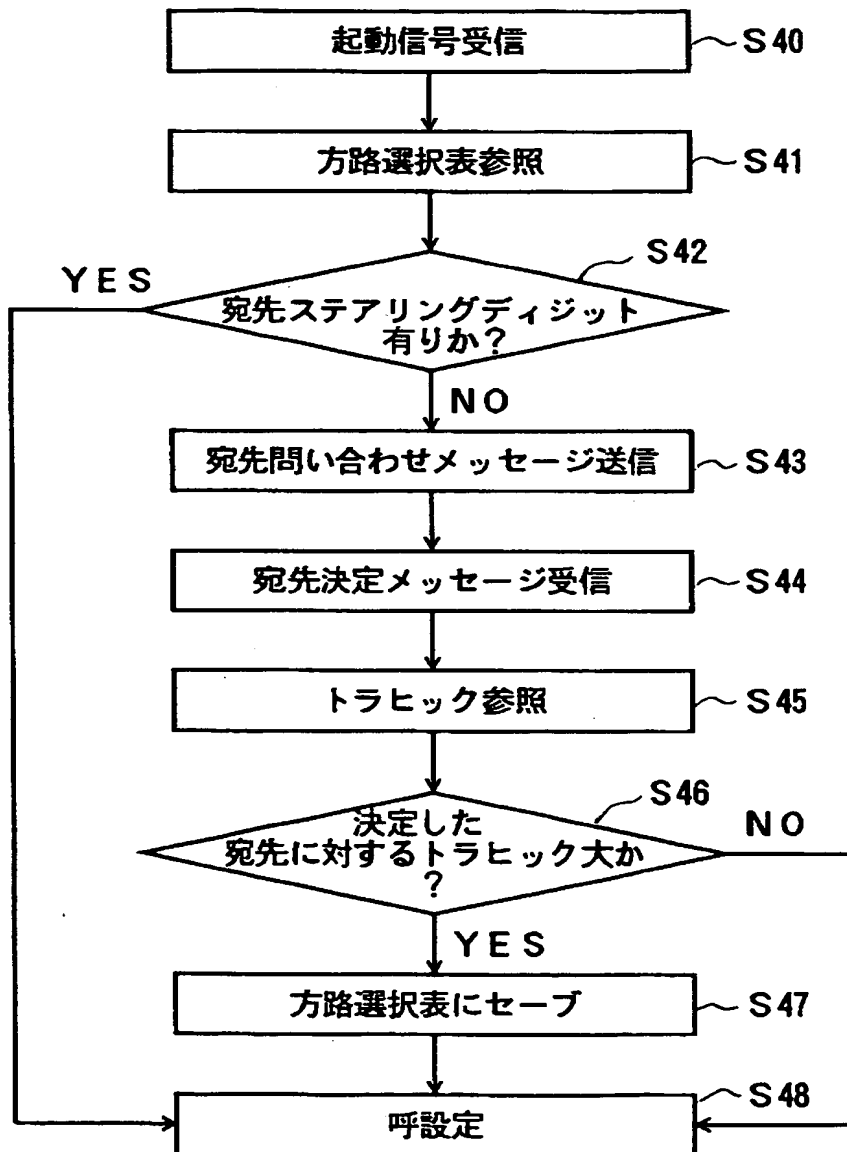 起動信号受信
S40
方路選択表参照
S41
S42
YES
宛先ステアリングディジット
有りか?
NO
宛先問い合わせメッセージ送信
S43
宛先決定メッセージ受信
S44
トラヒック参照
S45
S46
決定した
宛先に対するトラヒック大か
?
NO
YES
方路選択表にセーブ
S47
呼設定
S48